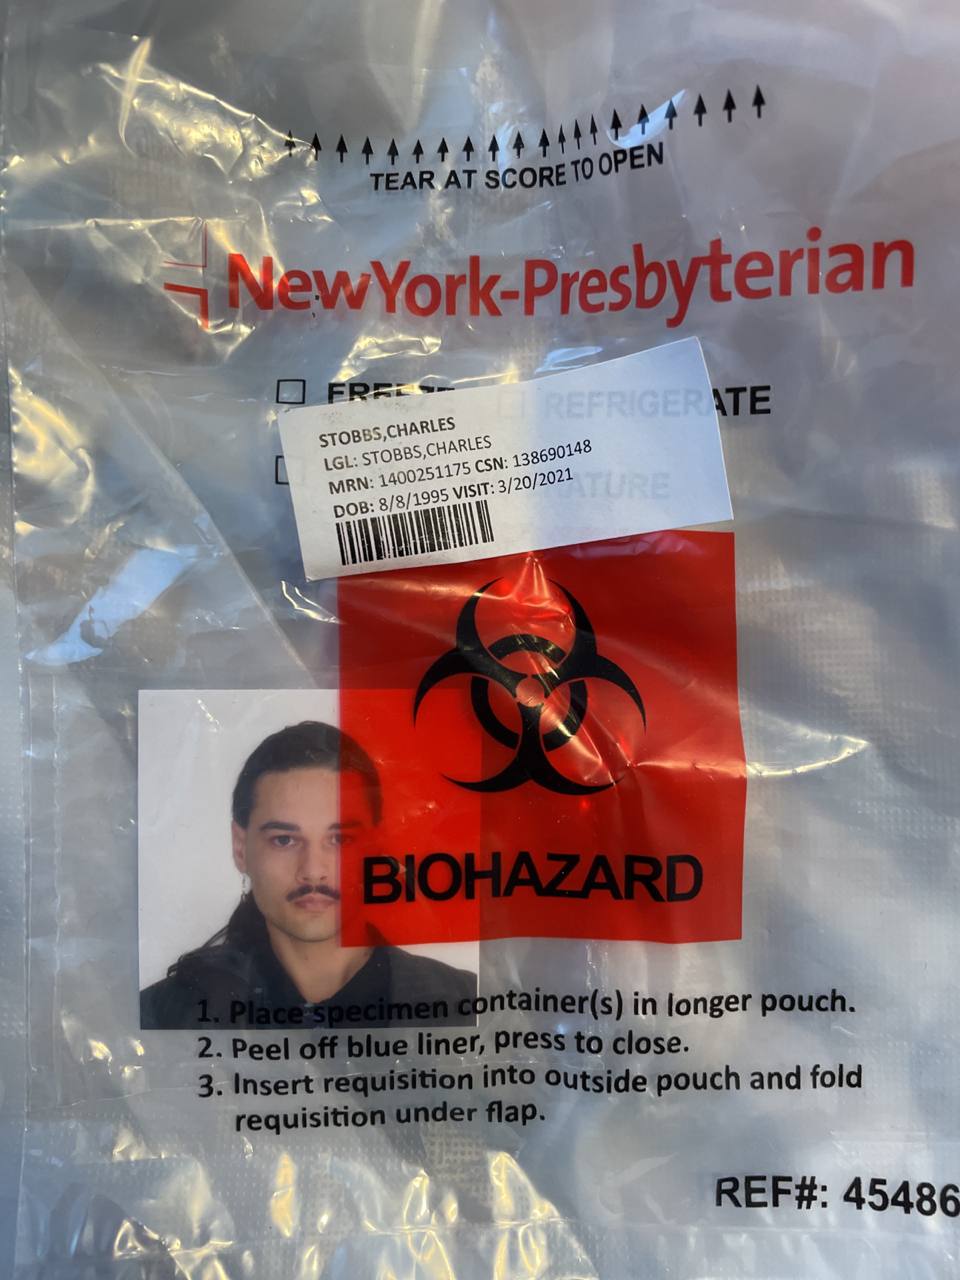 TEAR AT SCORE TO OPEN
NewYork-Presbyterian
FREEZE REFRIGERATE
STOBBS,CHARLES
LGL: STOBBS,CHARLES
MRN: 1400251175 CSN: 138690148
DOB: 8/8/1995 VISIT: 3/20/2021
BIOHAZARD
1. Place specimen container(s) in longer pouch.
2. Peel off blue liner, press to close.
3. Insert requisition into outside pouch and fold
requisition under flap.
REF#: 45486